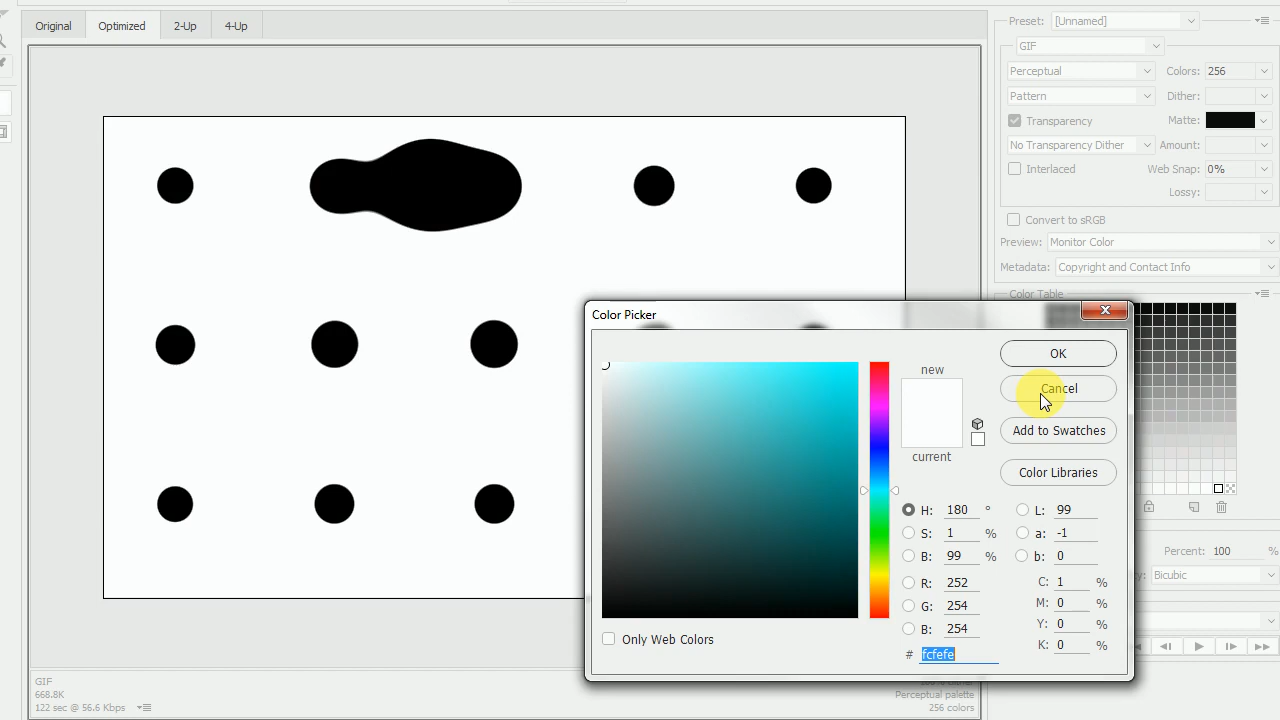 Original Optimized 2-Up 4-Up
Preset: [Unnamed]
GIF
Perceptual Colors: 256
Pattern Dither:
Transparency Matte:
No Transparency Dither Amount:
Interlaced Web Snap: 0%
Lossy:
Convert to sRGB
Preview: Monitor Color
Metadata: Copyright and Contact Info
Color Table
Color Picker
new
current
OK
Cancel
Add to Swatches
Color Libraries
H: 180 ° L: 99
S: 1 % a: -1
B: 99 % b: 0
R: 252 C: 1 %
G: 254 M: 0 %
B: 254 Y: 0 %
K: 0 %
Only Web Colors
# fcfefe
Percent: 100 %
Bicubic
GIF
668.8K
122 sec @ 56.6 Kbps
Perceptual palette
256 colors